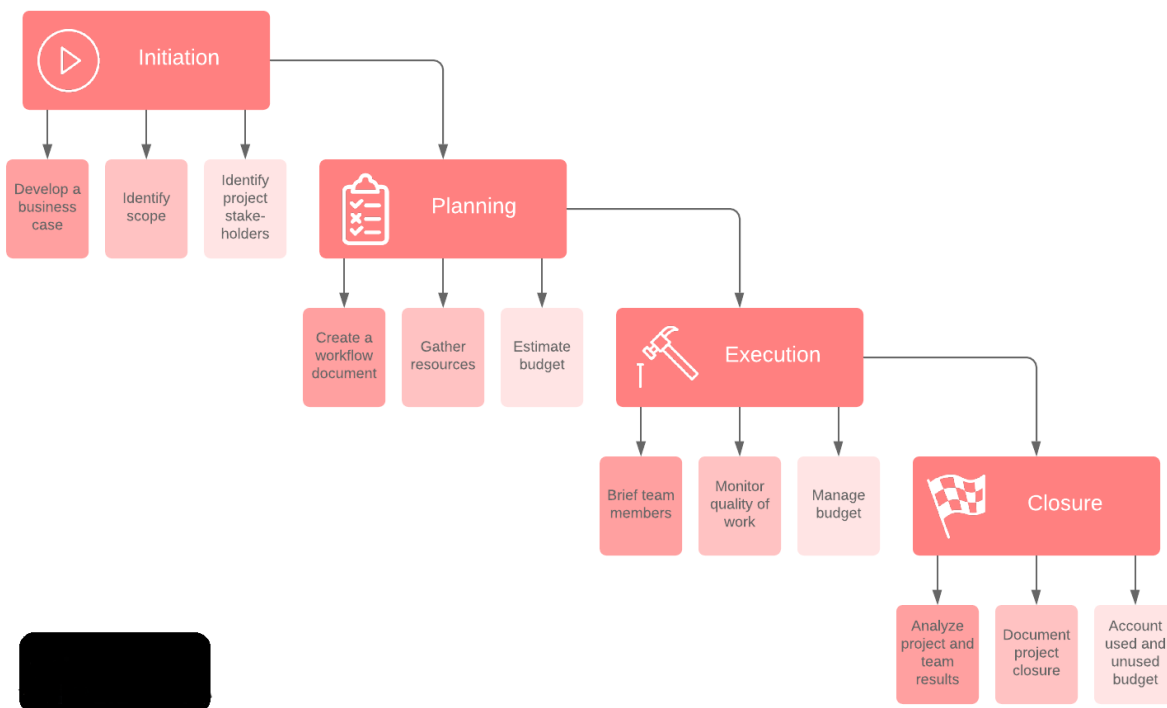 Initiation
Develop a
business
case
Identify
scope
Identify
project
stake-
holders
Planning
Create a
workflow
document
Gather
resources
Estimate
budget
Execution
Brief team
members
Monitor
quality of
work
Manage
budget
Closure
Analyze
project and
team
results
Document
project
closure
Account
used and
unused
budget